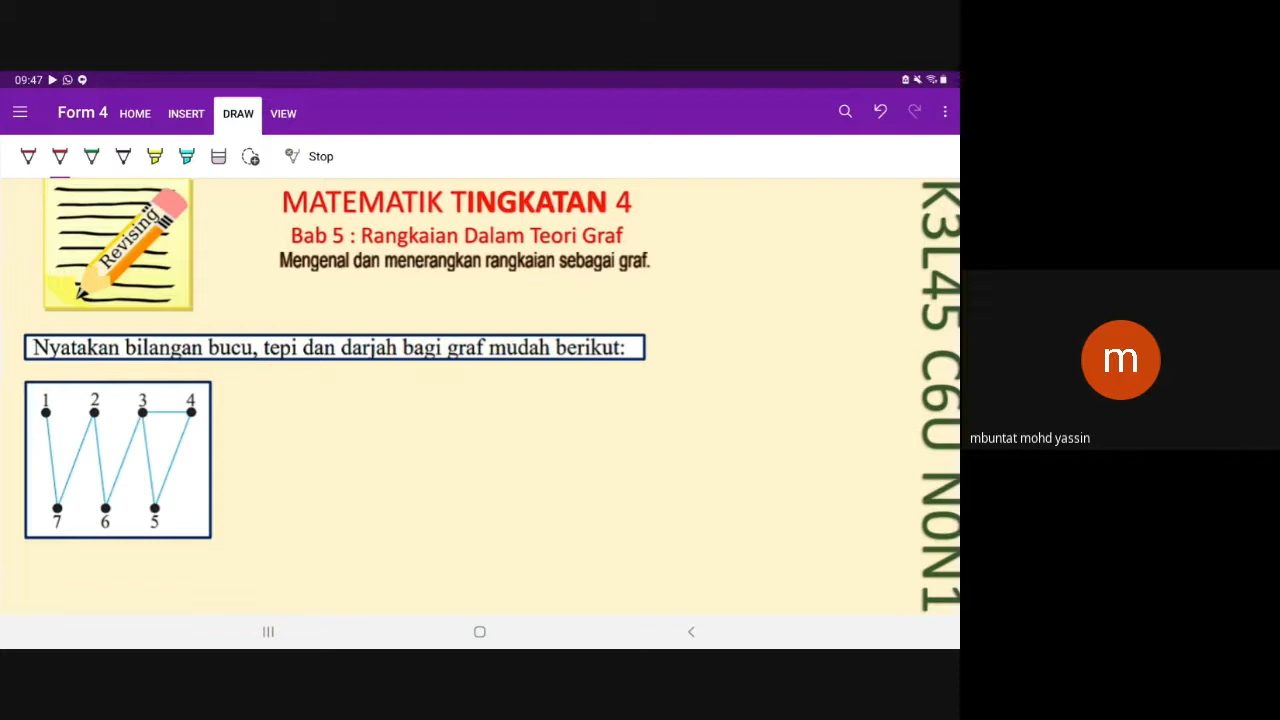 09:47
Form 4 HOME INSERT DRAW VIEW
Stop
Revising
MATEMATIK TINGKATAN 4
Bab 5 : Rangkaian Dalam Teori Graf
Mengenal dan menerangkan rangkaian sebagai graf.
K3L45 C6U N0N1
Nyatakan bilangan bucu, tepi dan darjah bagi graf mudah berikut:
1 2 3 4
7 6 5
m
mbuntat mohd yassin